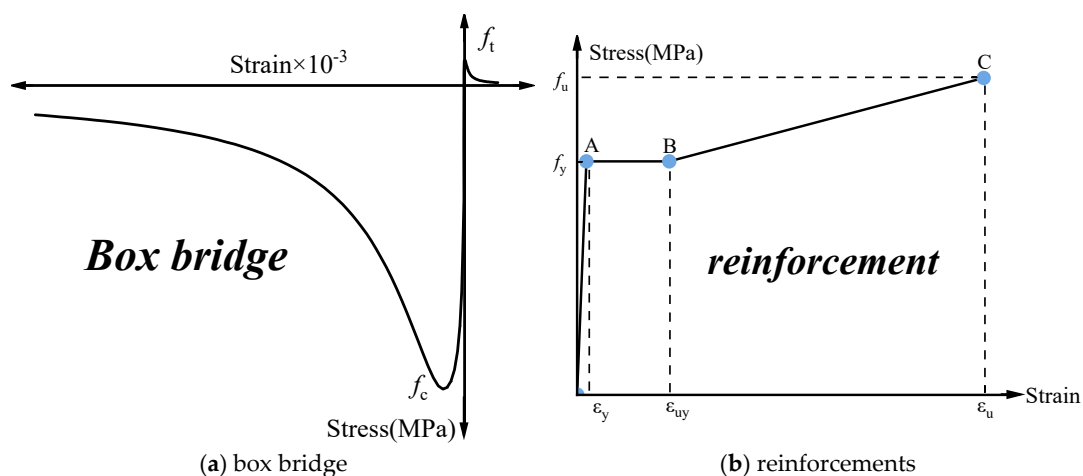 f_t
Strain×10⁻³
Box bridge
f_c
Stress(MPa)
(a) box bridge
Stress(MPa)
f_u
C
A
B
f_y
reinforcement
Strain
ε_y
ε_uy
ε_u
(b) reinforcements